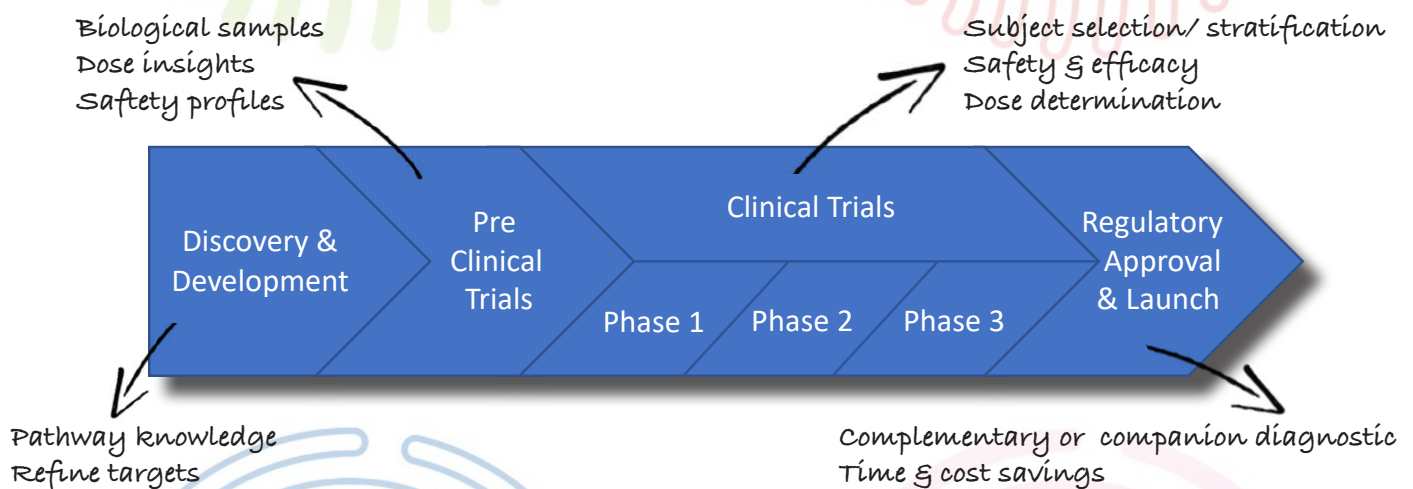 Biological samples
Dose insights
Saftety profiles
Subject selection/ stratification
Safety & efficacy
Dose determination
Discovery &
Development
Pre
Clinical
Trials
Clinical Trials
Phase 1
Phase 2
Phase 3
Regulatory
Approval
& Launch
Pathway knowledge
Refine targets
Complementary or companion diagnostic
Time & cost savings